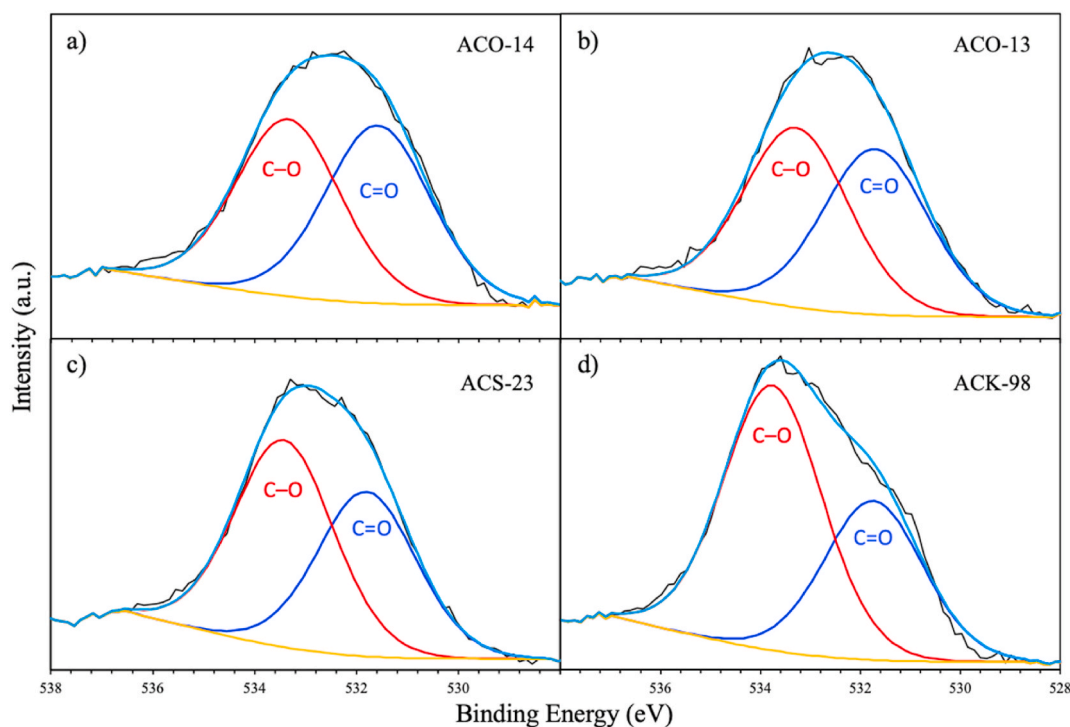 a)
ACO-14
C–O
C=O
b)
ACO-13
C–O
C=O
c)
ACS-23
C–O
C=O
d)
ACK-98
C–O
C=O
Intensity (a.u.)
538 536 534 532 530 536 534 532 530 528
Binding Energy (eV)